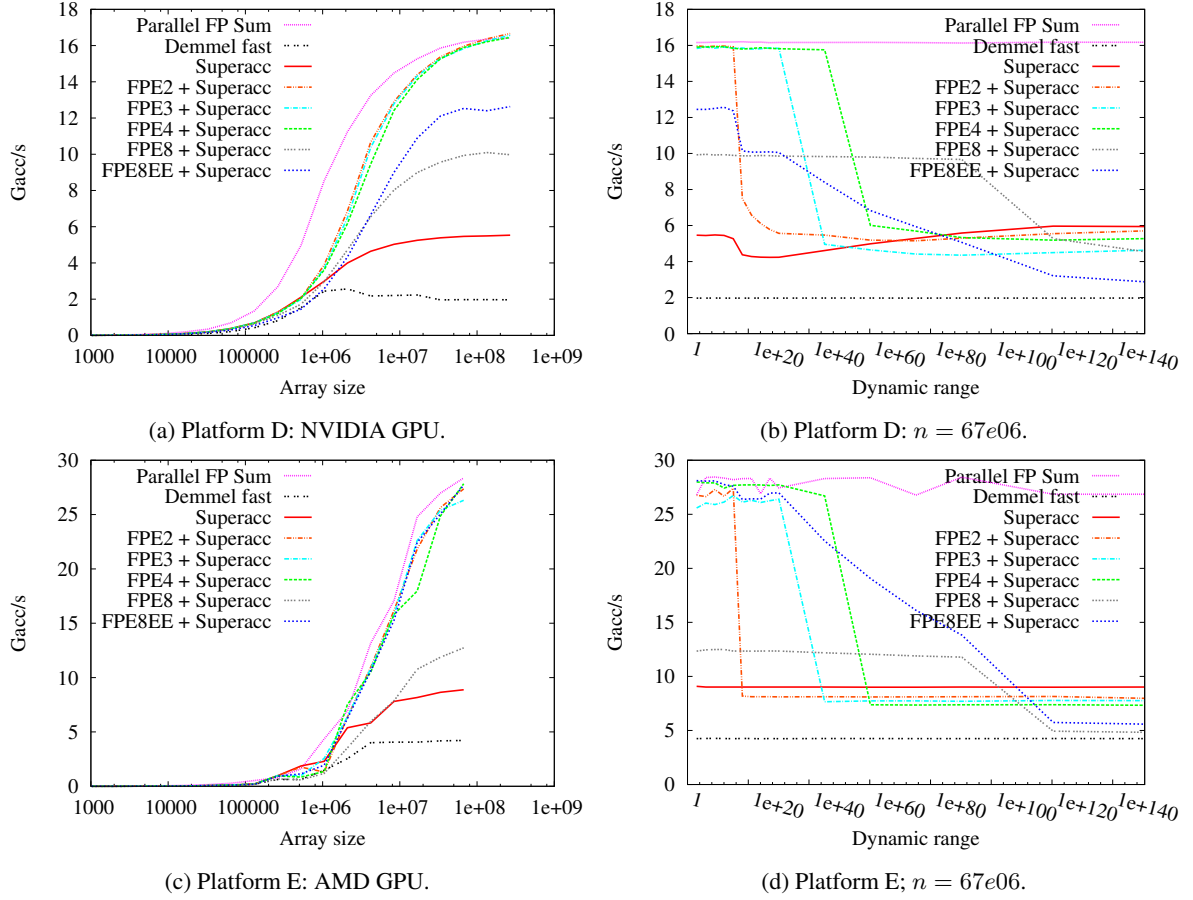 Parallel FP Sum
Demmel fast
Superacc
FPE2 + Superacc
FPE3 + Superacc
FPE4 + Superacc
FPE8 + Superacc
FPE8EE + Superacc
18
16
14
12
10
8
6
4
2
0
Gacc/s
1000 10000 100000 1e+06 1e+07 1e+08 1e+09
Array size
(a) Platform D: NVIDIA GPU.
Parallel FP Sum
Demmel fast
Superacc
FPE2 + Superacc
FPE3 + Superacc
FPE4 + Superacc
FPE8 + Superacc
FPE8EE + Superacc
18
16
14
12
10
8
6
4
2
0
Gacc/s
1 1e+20 1e+40 1e+60 1e+80 1e+100 1e+120 1e+140
Dynamic range
(b) Platform D: n = 67e06.
Parallel FP Sum
Demmel fast
Superacc
FPE2 + Superacc
FPE3 + Superacc
FPE4 + Superacc
FPE8 + Superacc
FPE8EE + Superacc
30
25
20
15
10
5
0
Gacc/s
1000 10000 100000 1e+06 1e+07 1e+08 1e+09
Array size
(c) Platform E: AMD GPU.
Parallel FP Sum
Demmel fast
Superacc
FPE2 + Superacc
FPE3 + Superacc
FPE4 + Superacc
FPE8 + Superacc
FPE8EE + Superacc
30
25
20
15
10
5
0
Gacc/s
1 1e+20 1e+40 1e+60 1e+80 1e+100 1e+120 1e+140
Dynamic range
(d) Platform E; n = 67e06.